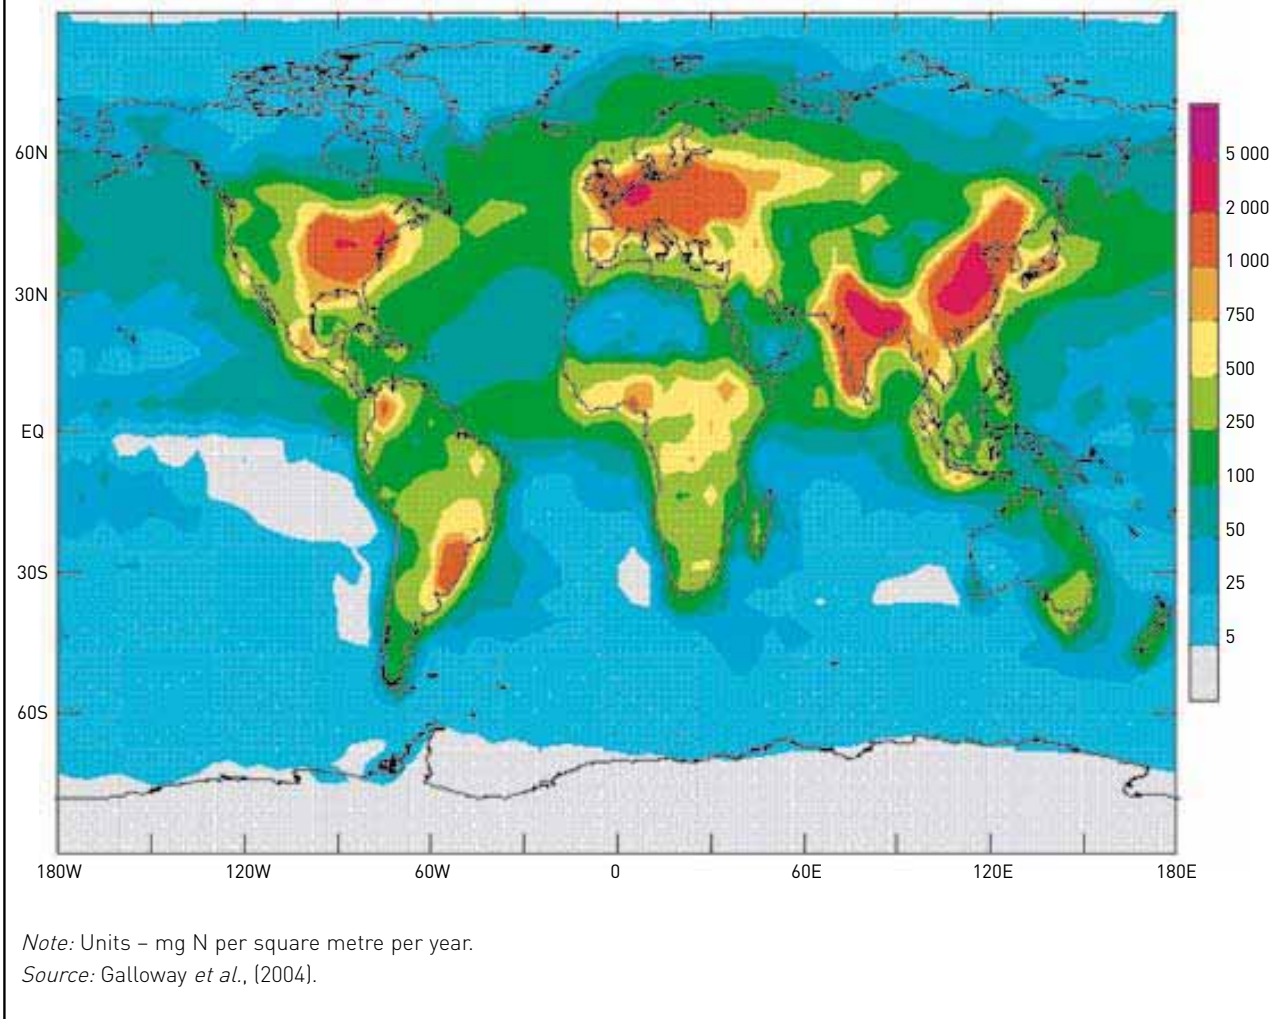 60N
30N
EQ
30S
60S
180W 120W 60W 0 60E 120E 180E
5 000
2 000
1 000
750
500
250
100
50
25
5
Note: Units – mg N per square metre per year.
Source: Galloway et al., (2004).